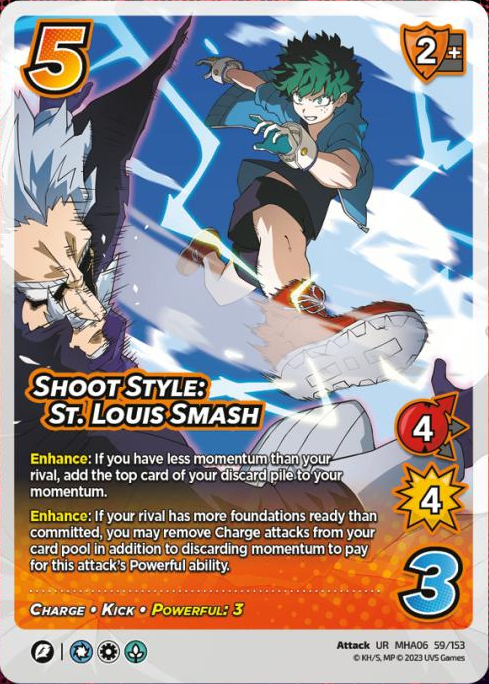 5
2 +
SHOOT STYLE:
ST. LOUIS SMASH
4
Enhance: If you have less momentum than your
rival, add the top card of your discard pile to your
momentum.
4
Enhance: If your rival has more foundations ready than
committed, you may remove Charge attacks from your
card pool in addition to discarding momentum to pay
for this attack's Powerful ability.
3
CHARGE • KICK • POWERFUL: 3
Attack UR MHA06 59/153
© KH/S, MP © 2023 UVS Games